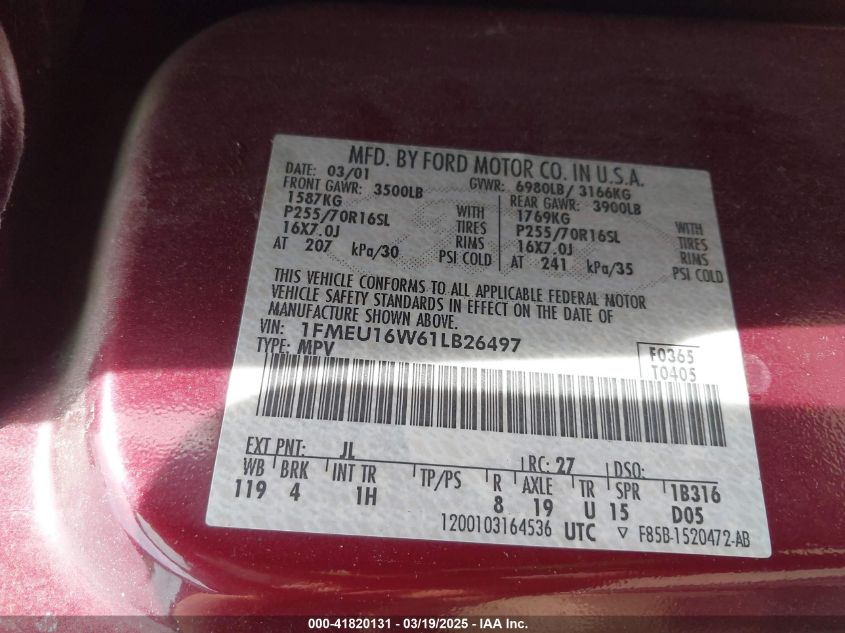 MFD. BY FORD MOTOR CO. IN U.S.A.
DATE: 03/01 GVWR: 6980LB/ 3166KG
FRONT GAWR: 3500LB REAR GAWR: 3900LB
1587KG WITH 1769KG WITH
P255/70R16SL TIRES P255/70R16SL TIRES
16X7.0J RIMS 16X7.0J RIMS
AT 207 kPa/30 PSI COLD AT 241 kPa/35 PSI COLD
THIS VEHICLE CONFORMS TO ALL APPLICABLE FEDERAL MOTOR
VEHICLE SAFETY STANDARDS IN EFFECT ON THE DATE OF
MANUFACTURE SHOWN ABOVE.
VIN: 1FMEU16W61LB26497 F0365
TYPE: MPV T0405
EXT PNT: JL RC: 27 DSO:
WB BRK INT TR TP/PS R AXLE TR SPR 1B316
119 4 1H 8 19 U 15 D05
1200103164536 UTC ▽ F85B-1520472-AB
000-41820131 - 03/19/2025 - IAA Inc.